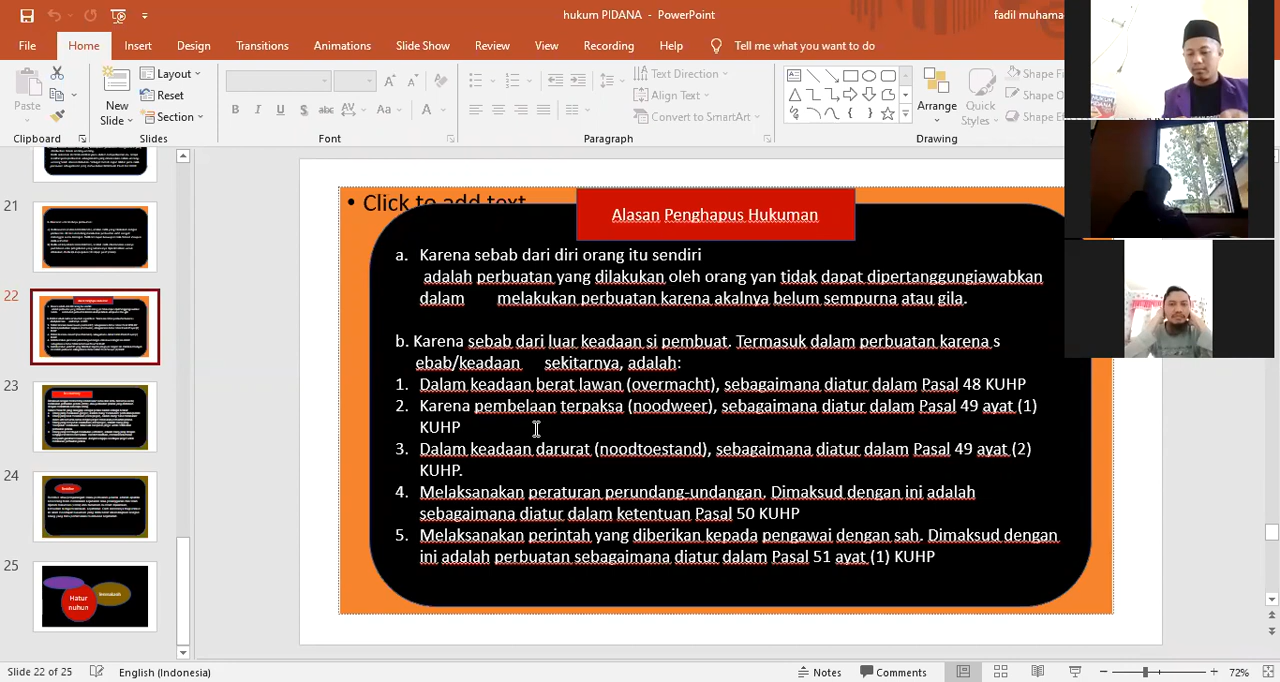 hukum PIDANA - PowerPoint
fadil muhama
File Home Insert Design Transitions Animations Slide Show Review View Recording Help Tell me what you want to do
Paste
New Slide
Layout
Reset
Section
B I U S abc AV Aa A
Text Direction
Align Text
Convert to SmartArt
Arrange
Quick Styles
Shape Fi
Shape O
Shape E
Clipboard Slides Font Paragraph Drawing
21
22
23
24
25
Hatur
nuhun
• Click to add text
Alasan Penghapus Hukuman
a. Karena sebab dari diri orang itu sendiri
adalah perbuatan yang dilakukan oleh orang yan tidak dapat dipertanggungjawabkan
dalam melakukan perbuatan karena akalnya belum sempurna atau gila.
b. Karena sebab dari luar keadaan si pembuat. Termasuk dalam perbuatan karena s
ebab/keadaan sekitarnya, adalah:
1. Dalam keadaan berat lawan (overmacht), sebagaimana diatur dalam Pasal 48 KUHP
2. Karena pembelaan terpaksa (noodweer), sebagamana diatur dalam Pasal 49 ayat (1)
KUHP
3. Dalam keadaan darurat (noodtoestand), sebagaimana diatur dalam Pasal 49 ayat (2)
KUHP.
4. Melaksanakan peraturan perundang-undangan. Dimaksud dengan ini adalah
sebagaimana diatur dalam ketentuan Pasal 50 KUHP
5. Melaksanakan perintah yang diberikan kepada pengawai dengan sah. Dimaksud dengan
ini adalah perbuatan sebagaimana diatur dalam Pasal 51 ayat (1) KUHP
Slide 22 of 25 English (Indonesia) Notes Comments 72%